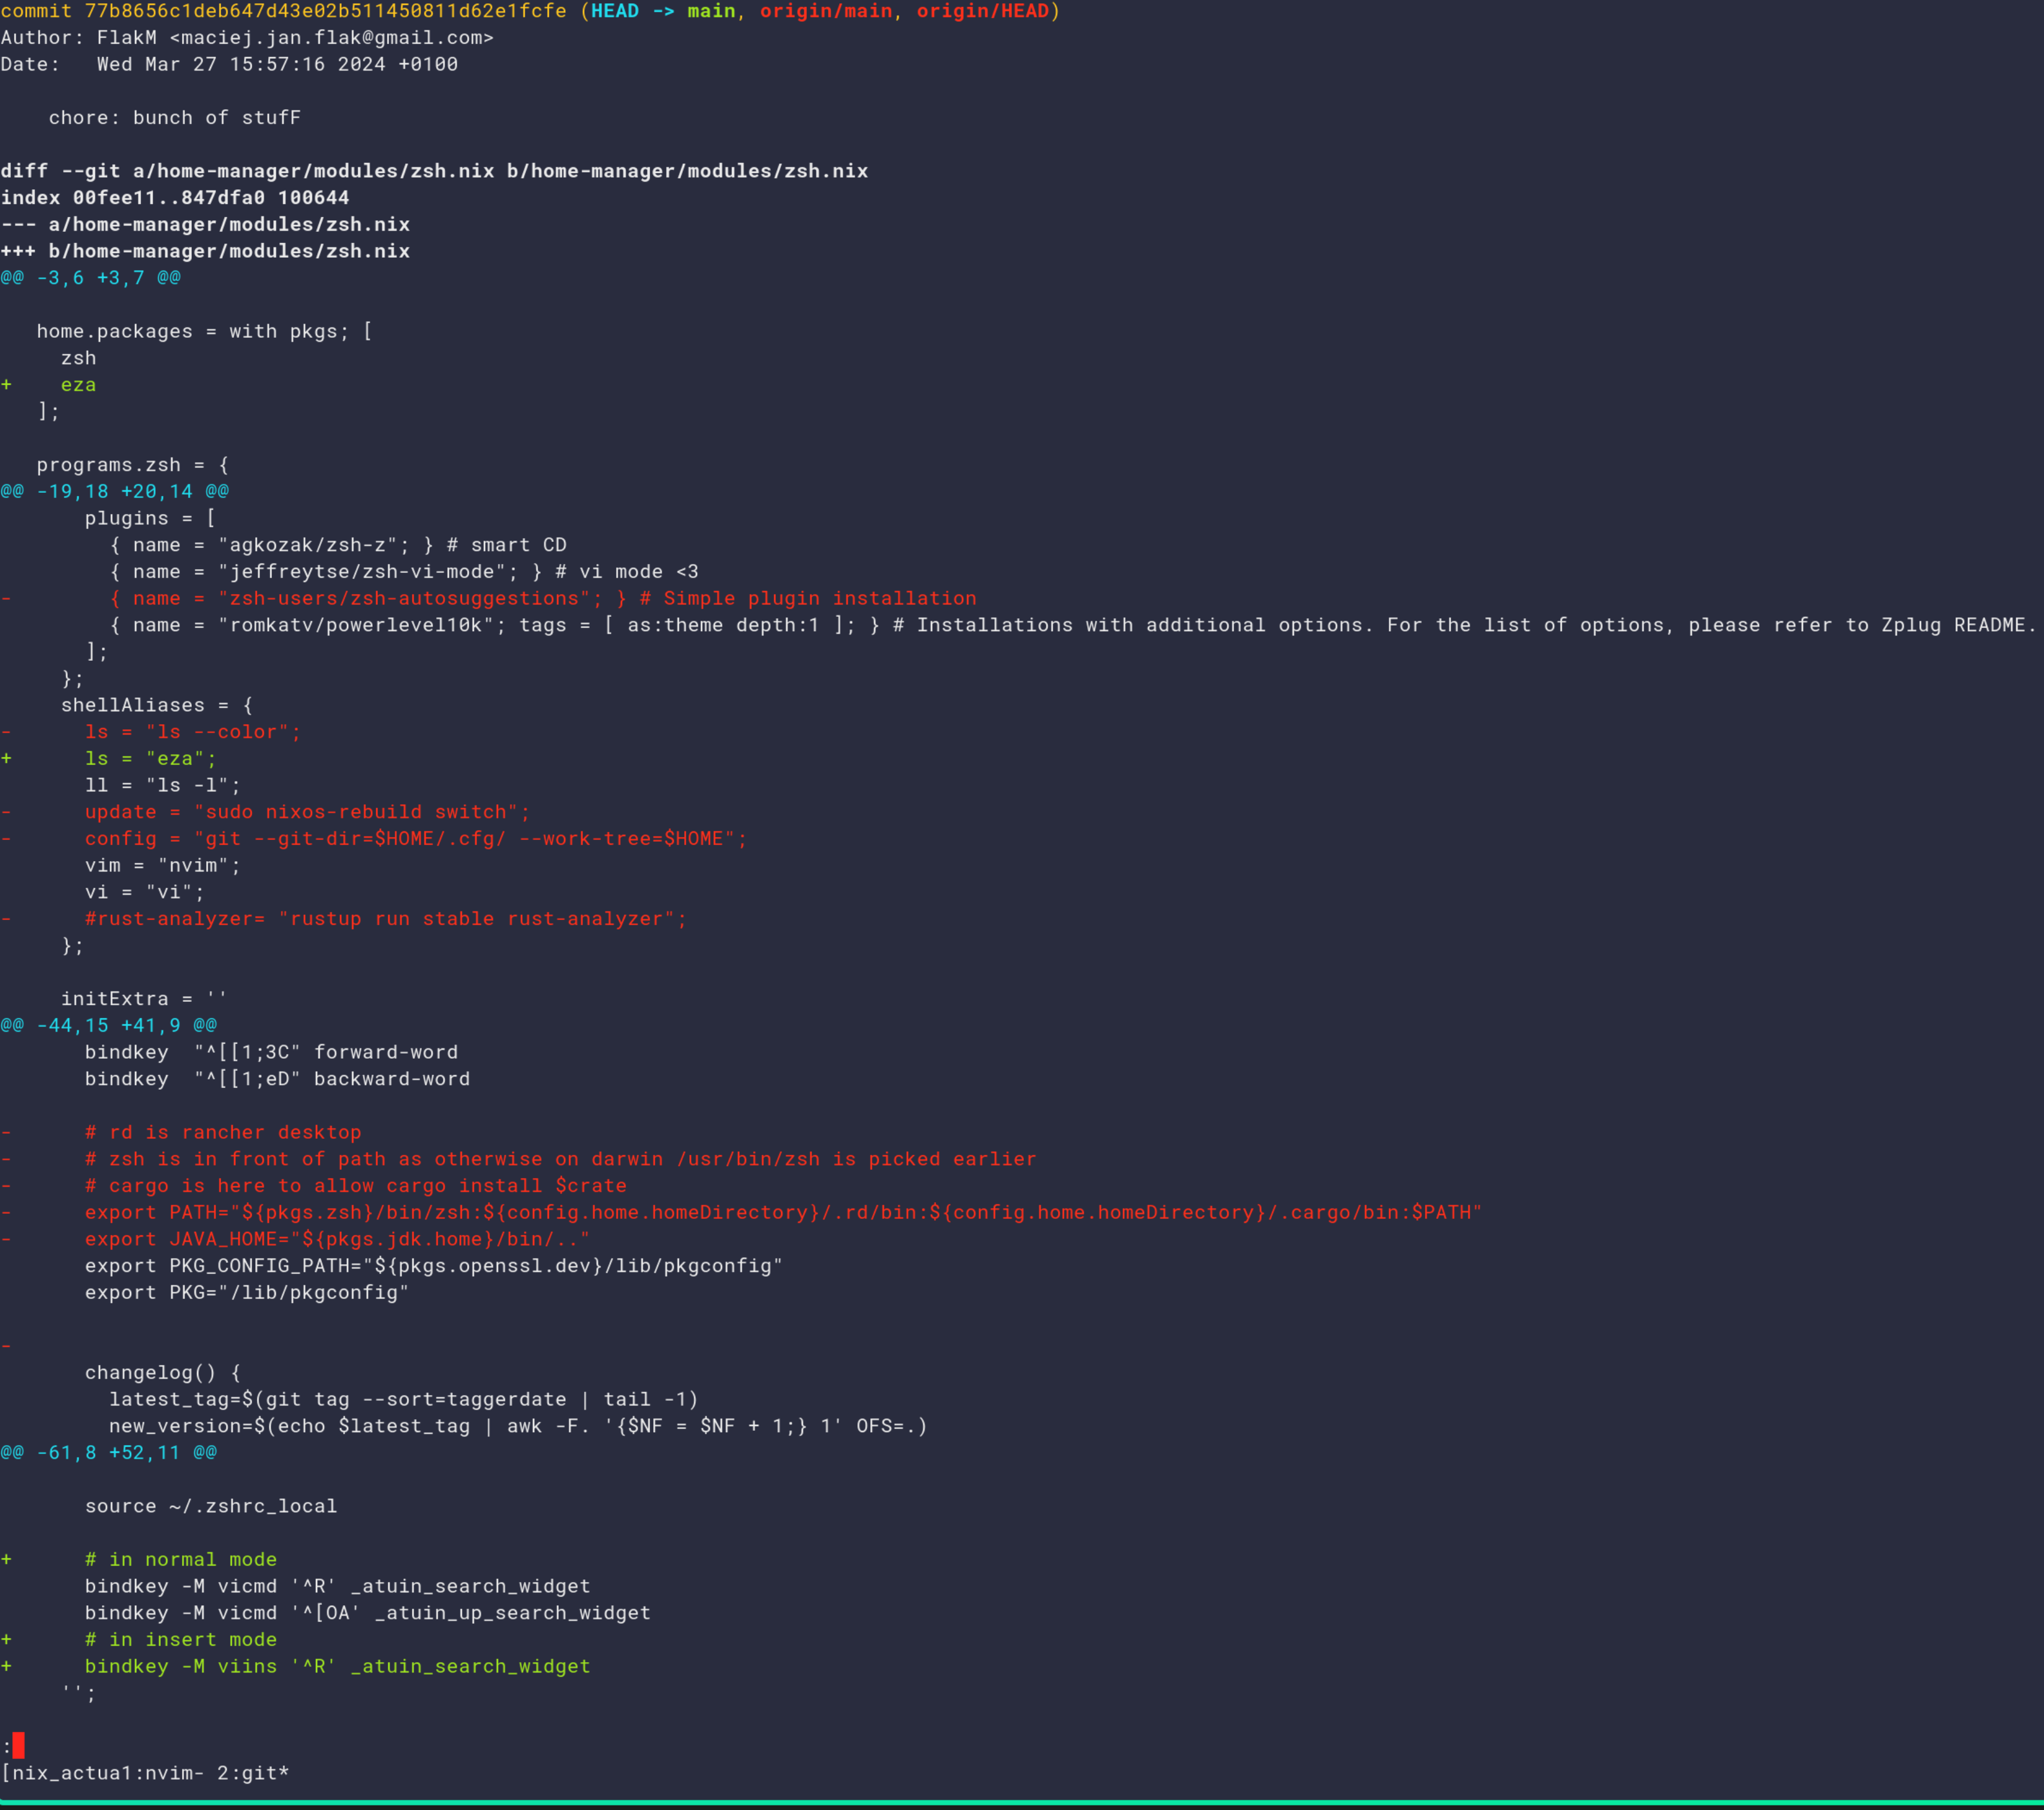 commit 77b8656c1deb647d43e02b511450811d62e1fcfe (HEAD -> main, origin/main, origin/HEAD)
Author: FlakM <maciej.jan.flak@gmail.com>
Date:   Wed Mar 27 15:57:16 2024 +0100

    chore: bunch of stufF

diff --git a/home-manager/modules/zsh.nix b/home-manager/modules/zsh.nix
index 00fee11..847dfa0 100644
--- a/home-manager/modules/zsh.nix
+++ b/home-manager/modules/zsh.nix
@@ -3,6 +3,7 @@

   home.packages = with pkgs; [
     zsh
+    eza
   ];

   programs.zsh = {
@@ -19,18 +20,14 @@
       plugins = [
         { name = "agkozak/zsh-z"; } # smart CD
         { name = "jeffreytse/zsh-vi-mode"; } # vi mode <3
-        { name = "zsh-users/zsh-autosuggestions"; } # Simple plugin installation
         { name = "romkatv/powerlevel10k"; tags = [ as:theme depth:1 ]; } # Installations with additional options. For the list of options, please refer to Zplug README.
       ];
     };
     shellAliases = {
-      ls = "ls --color";
+      ls = "eza";
       ll = "ls -l";
-      update = "sudo nixos-rebuild switch";
-      config = "git --git-dir=$HOME/.cfg/ --work-tree=$HOME";
       vim = "nvim";
       vi = "vi";
-      #rust-analyzer= "rustup run stable rust-analyzer";
     };

     initExtra = ''
@@ -44,15 +41,9 @@
       bindkey  "^[[1;3C" forward-word
       bindkey  "^[[1;eD" backward-word

-      # rd is rancher desktop
-      # zsh is in front of path as otherwise on darwin /usr/bin/zsh is picked earlier
-      # cargo is here to allow cargo install $crate
-      export PATH="${pkgs.zsh}/bin/zsh:${config.home.homeDirectory}/.rd/bin:${config.home.homeDirectory}/.cargo/bin:$PATH"
-      export JAVA_HOME="${pkgs.jdk.home}/bin/.."
       export PKG_CONFIG_PATH="${pkgs.openssl.dev}/lib/pkgconfig"
       export PKG="/lib/pkgconfig"

-
       changelog() {
         latest_tag=$(git tag --sort=taggerdate | tail -1)
         new_version=$(echo $latest_tag | awk -F. '{$NF = $NF + 1;} 1' OFS=.)
@@ -61,8 +52,11 @@

       source ~/.zshrc_local

+      # in normal mode
       bindkey -M vicmd '^R' _atuin_search_widget
       bindkey -M vicmd '^[OA' _atuin_up_search_widget
+      # in insert mode
+      bindkey -M viins '^R' _atuin_search_widget
     '';

:
[nix_actua1:nvim- 2:git*